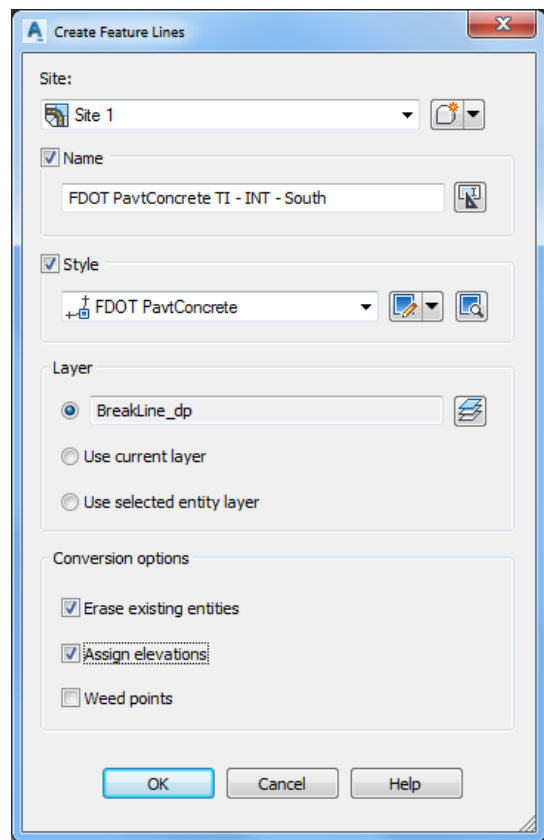 Create Feature Lines
Site:
Site 1
Name
FDOT PavtConcrete TI - INT - South
Style
FDOT PavtConcrete
Layer
BreakLine_dp
Use current layer
Use selected entity layer
Conversion options
Erase existing entities
Assign elevations
Weed points
OK Cancel Help